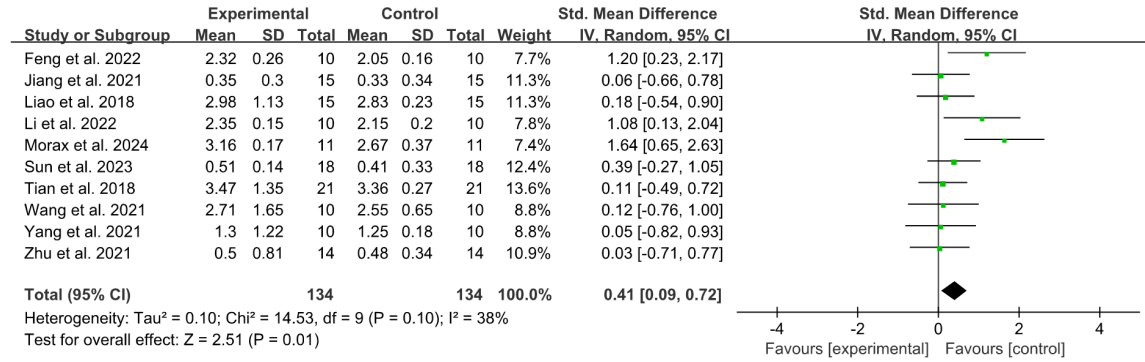 Experimental Control Std. Mean Difference Std. Mean Difference
Study or Subgroup Mean SD Total Mean SD Total Weight IV, Random, 95% CI IV, Random, 95% CI
Feng et al. 2022 2.32 0.26 10 2.05 0.16 10 7.7% 1.20 [0.23, 2.17]
Jiang et al. 2021 0.35 0.3 15 0.33 0.34 15 11.3% 0.06 [-0.66, 0.78]
Liao et al. 2018 2.98 1.13 15 2.83 0.23 15 11.3% 0.18 [-0.54, 0.90]
Li et al. 2022 2.35 0.15 10 2.15 0.2 10 7.8% 1.08 [0.13, 2.04]
Morax et al. 2024 3.16 0.17 11 2.67 0.37 11 7.4% 1.64 [0.65, 2.63]
Sun et al. 2023 0.51 0.14 18 0.41 0.33 18 12.4% 0.39 [-0.27, 1.05]
Tian et al. 2018 3.47 1.35 21 3.36 0.27 21 13.6% 0.11 [-0.49, 0.72]
Wang et al. 2021 2.71 1.65 10 2.55 0.65 10 8.8% 0.12 [-0.76, 1.00]
Yang et al. 2021 1.3 1.22 10 1.25 0.18 10 8.8% 0.05 [-0.82, 0.93]
Zhu et al. 2021 0.5 0.81 14 0.48 0.34 14 10.9% 0.03 [-0.71, 0.77]
Total (95% CI) 134 134 100.0% 0.41 [0.09, 0.72]
Heterogeneity: Tau² = 0.10; Chi² = 14.53, df = 9 (P = 0.10); I² = 38%
Test for overall effect: Z = 2.51 (P = 0.01)
-4 -2 0 2 4
Favours [experimental] Favours [control]